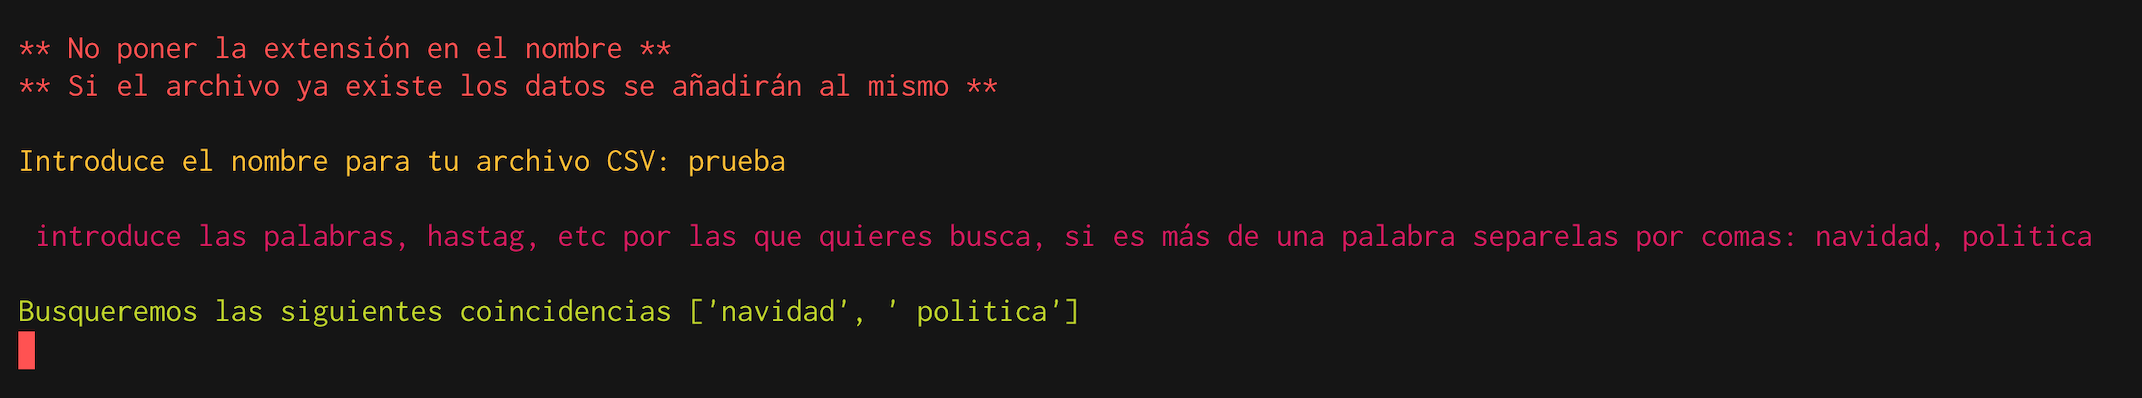 ** No poner la extensión en el nombre **
** Si el archivo ya existe los datos se añadirán al mismo **
Introduce el nombre para tu archivo CSV: prueba
introduce las palabras, hastag, etc por las que quieres busca, si es más de una palabra separelas por comas: navidad, politica
Busqueremos las siguientes coincidencias ['navidad', ' politica']